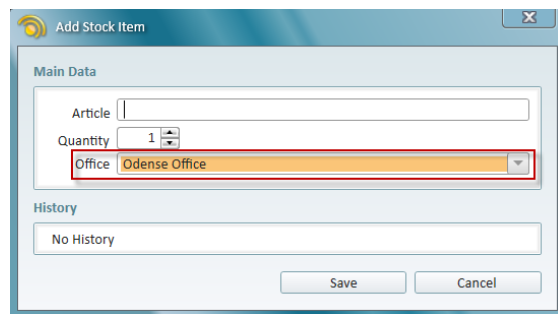 Add Stock Item
Main Data
Article
Quantity 1
Office Odense Office
History
No History
Save Cancel